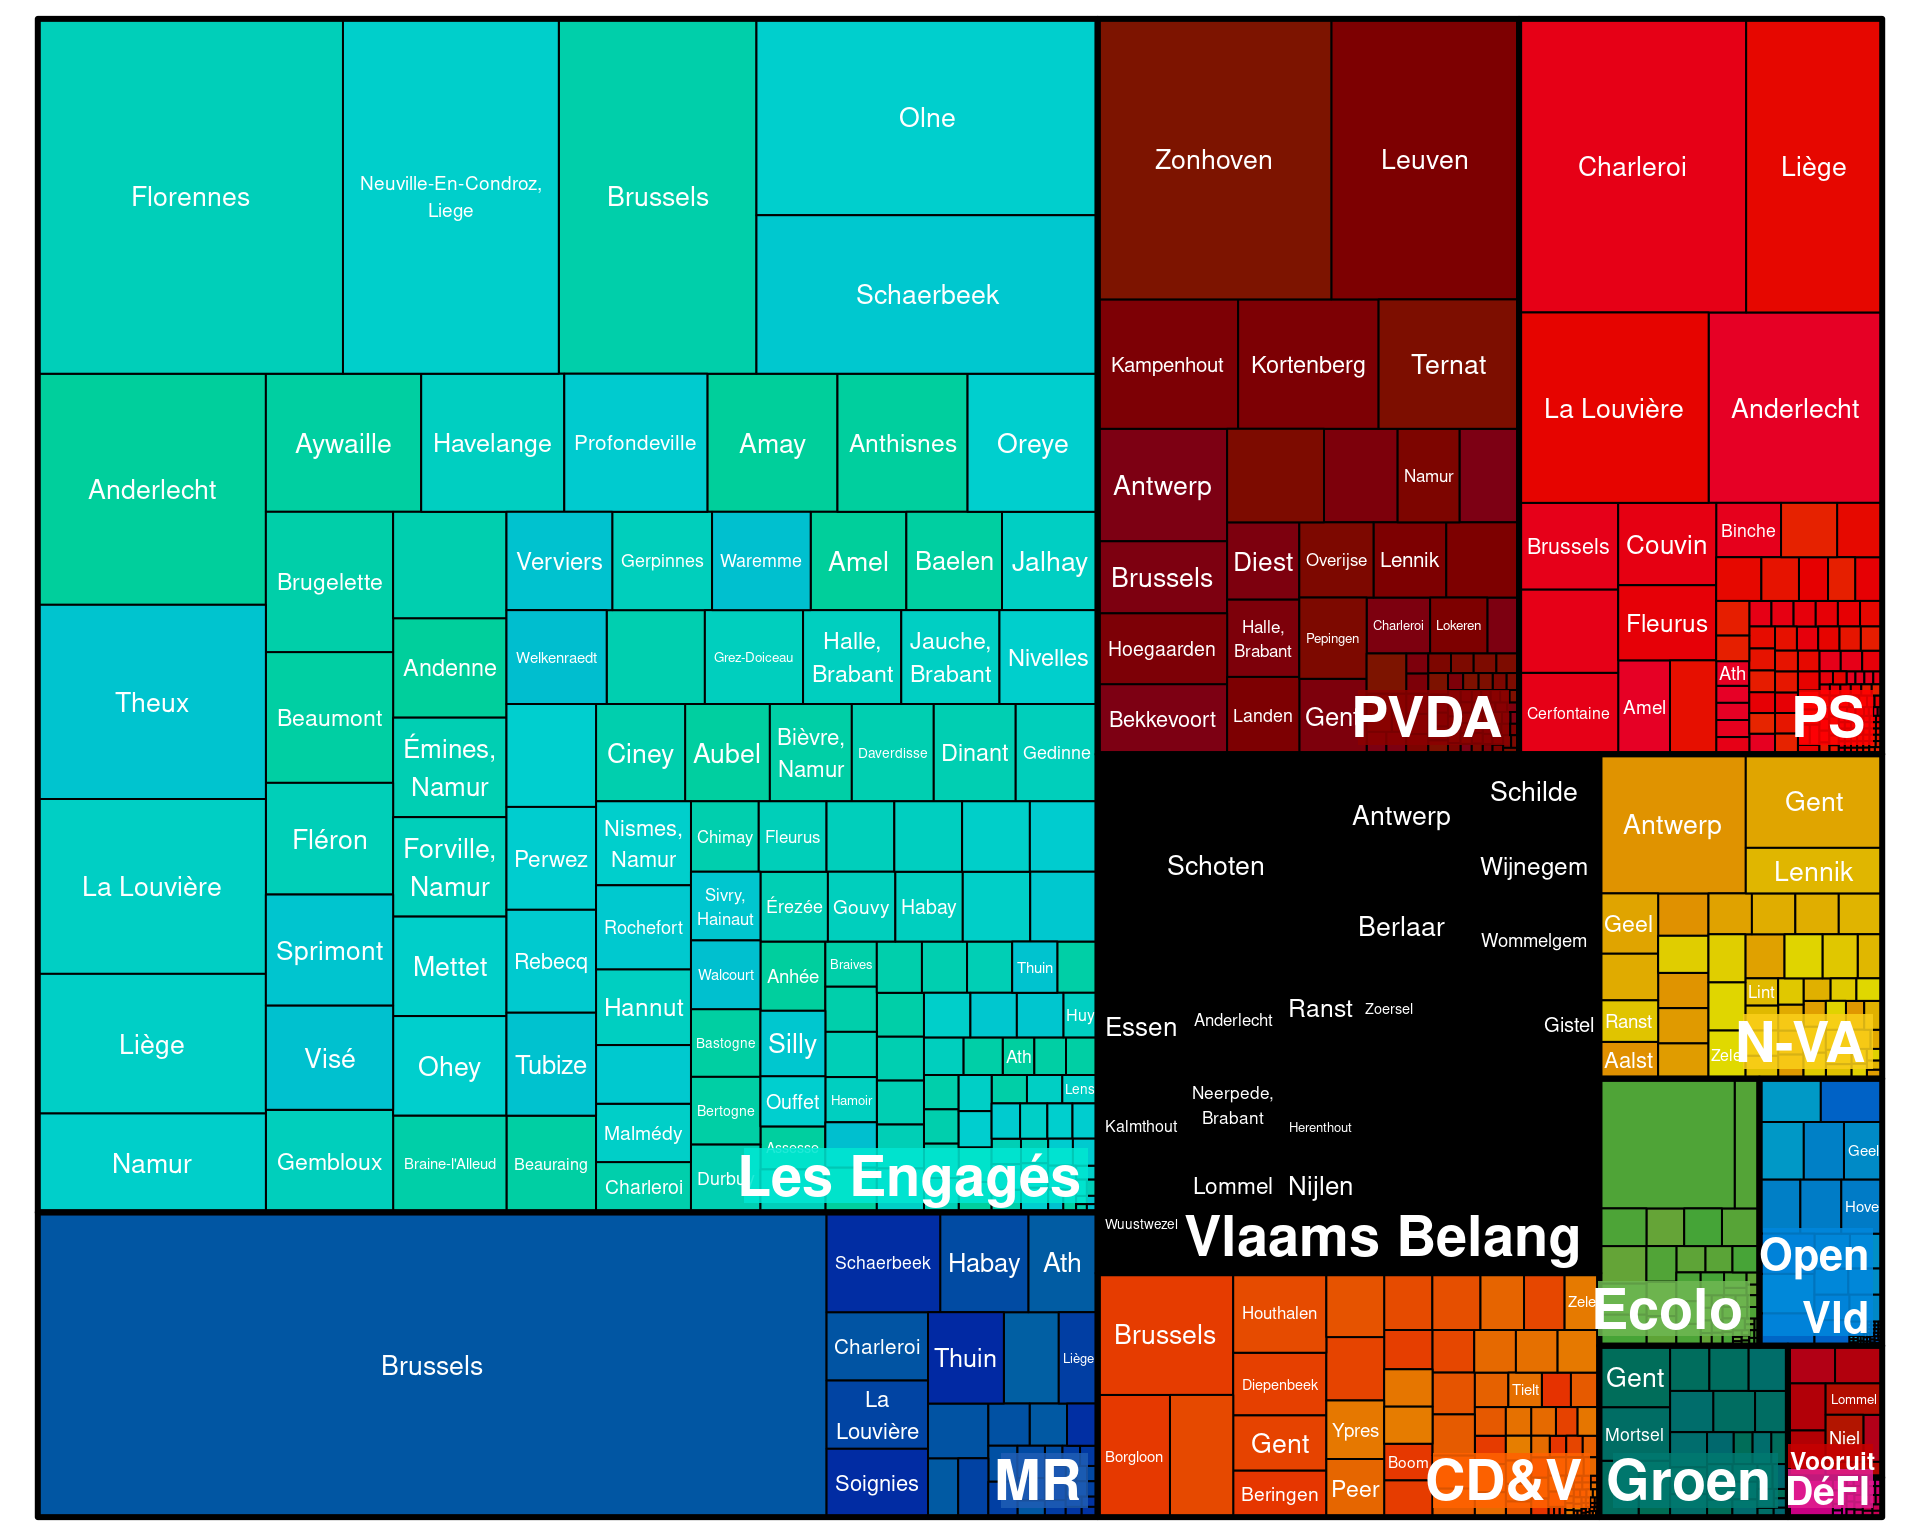 Florennes
Neuville-En-Condroz,
Liege
Brussels
Olne
Schaerbeek
Anderlecht
Aywaille
Havelange
Profondeville
Amay
Anthisnes
Oreye
Theux
La Louvière
Liège
Namur
Brugelette
Beaumont
Fléron
Sprimont
Visé
Gembloux
Andenne
Émines,
Namur
Forville,
Namur
Mettet
Ohey
Braine-l'Alleud
Verviers
Gerpinnes
Waremme
Amel
Baelen
Jalhay
Welkenraedt
Grez-Doiceau
Halle,
Brabant
Jauche,
Brabant
Nivelles
Perwez
Rebecq
Tubize
Beauraing
Ciney
Aubel
Bièvre,
Namur
Daverdisse
Dinant
Gedinne
Nismes,
Namur
Rochefort
Hannut
Malmédy
Charleroi
Chimay
Fleurus
Sivry,
Hainaut
Walcourt
Bastogne
Bertogne
Durbuy
Érezée
Gouvy
Habay
Anhée
Silly
Ouffet
Assesse
Braives
Hamoir
Thuin
Huy
Ath
Lens
Les Engagés
Brussels
Schaerbeek
Habay
Ath
Charleroi
Thuin
Liège
La
Louvière
Soignies
MR
Zonhoven
Leuven
Kampenhout
Kortenberg
Ternat
Antwerp
Namur
Brussels
Diest
Overijse
Lennik
Hoegaarden
Halle,
Brabant
Pepingen
Charleroi
Lokeren
Bekkevoort
Landen
Gent
PVDA
Charleroi
Liège
La Louvière
Anderlecht
Brussels
Couvin
Binche
Fleurus
Cerfontaine
Amel
Ath
PS
Schilde
Antwerp
Schoten
Wijnegem
Berlaar
Wommelgem
Essen
Anderlecht
Ranst
Zoersel
Gistel
Kalmthout
Neerpede,
Brabant
Herenthout
Lommel
Nijlen
Wuustwezel
Vlaams Belang
Antwerp
Gent
Lennik
Geel
Lint
Ranst
Aalst
Zele
N-VA
Brussels
Houthalen
Zele
Diepenbeek
Tielt
Borgloon
Gent
Ypres
Boom
Beringen
Peer
CD&V
Ecolo
Geel
Hove
Open
Vld
Gent
Mortsel
Groen
Lommel
Niel
Vooruit
DéFI